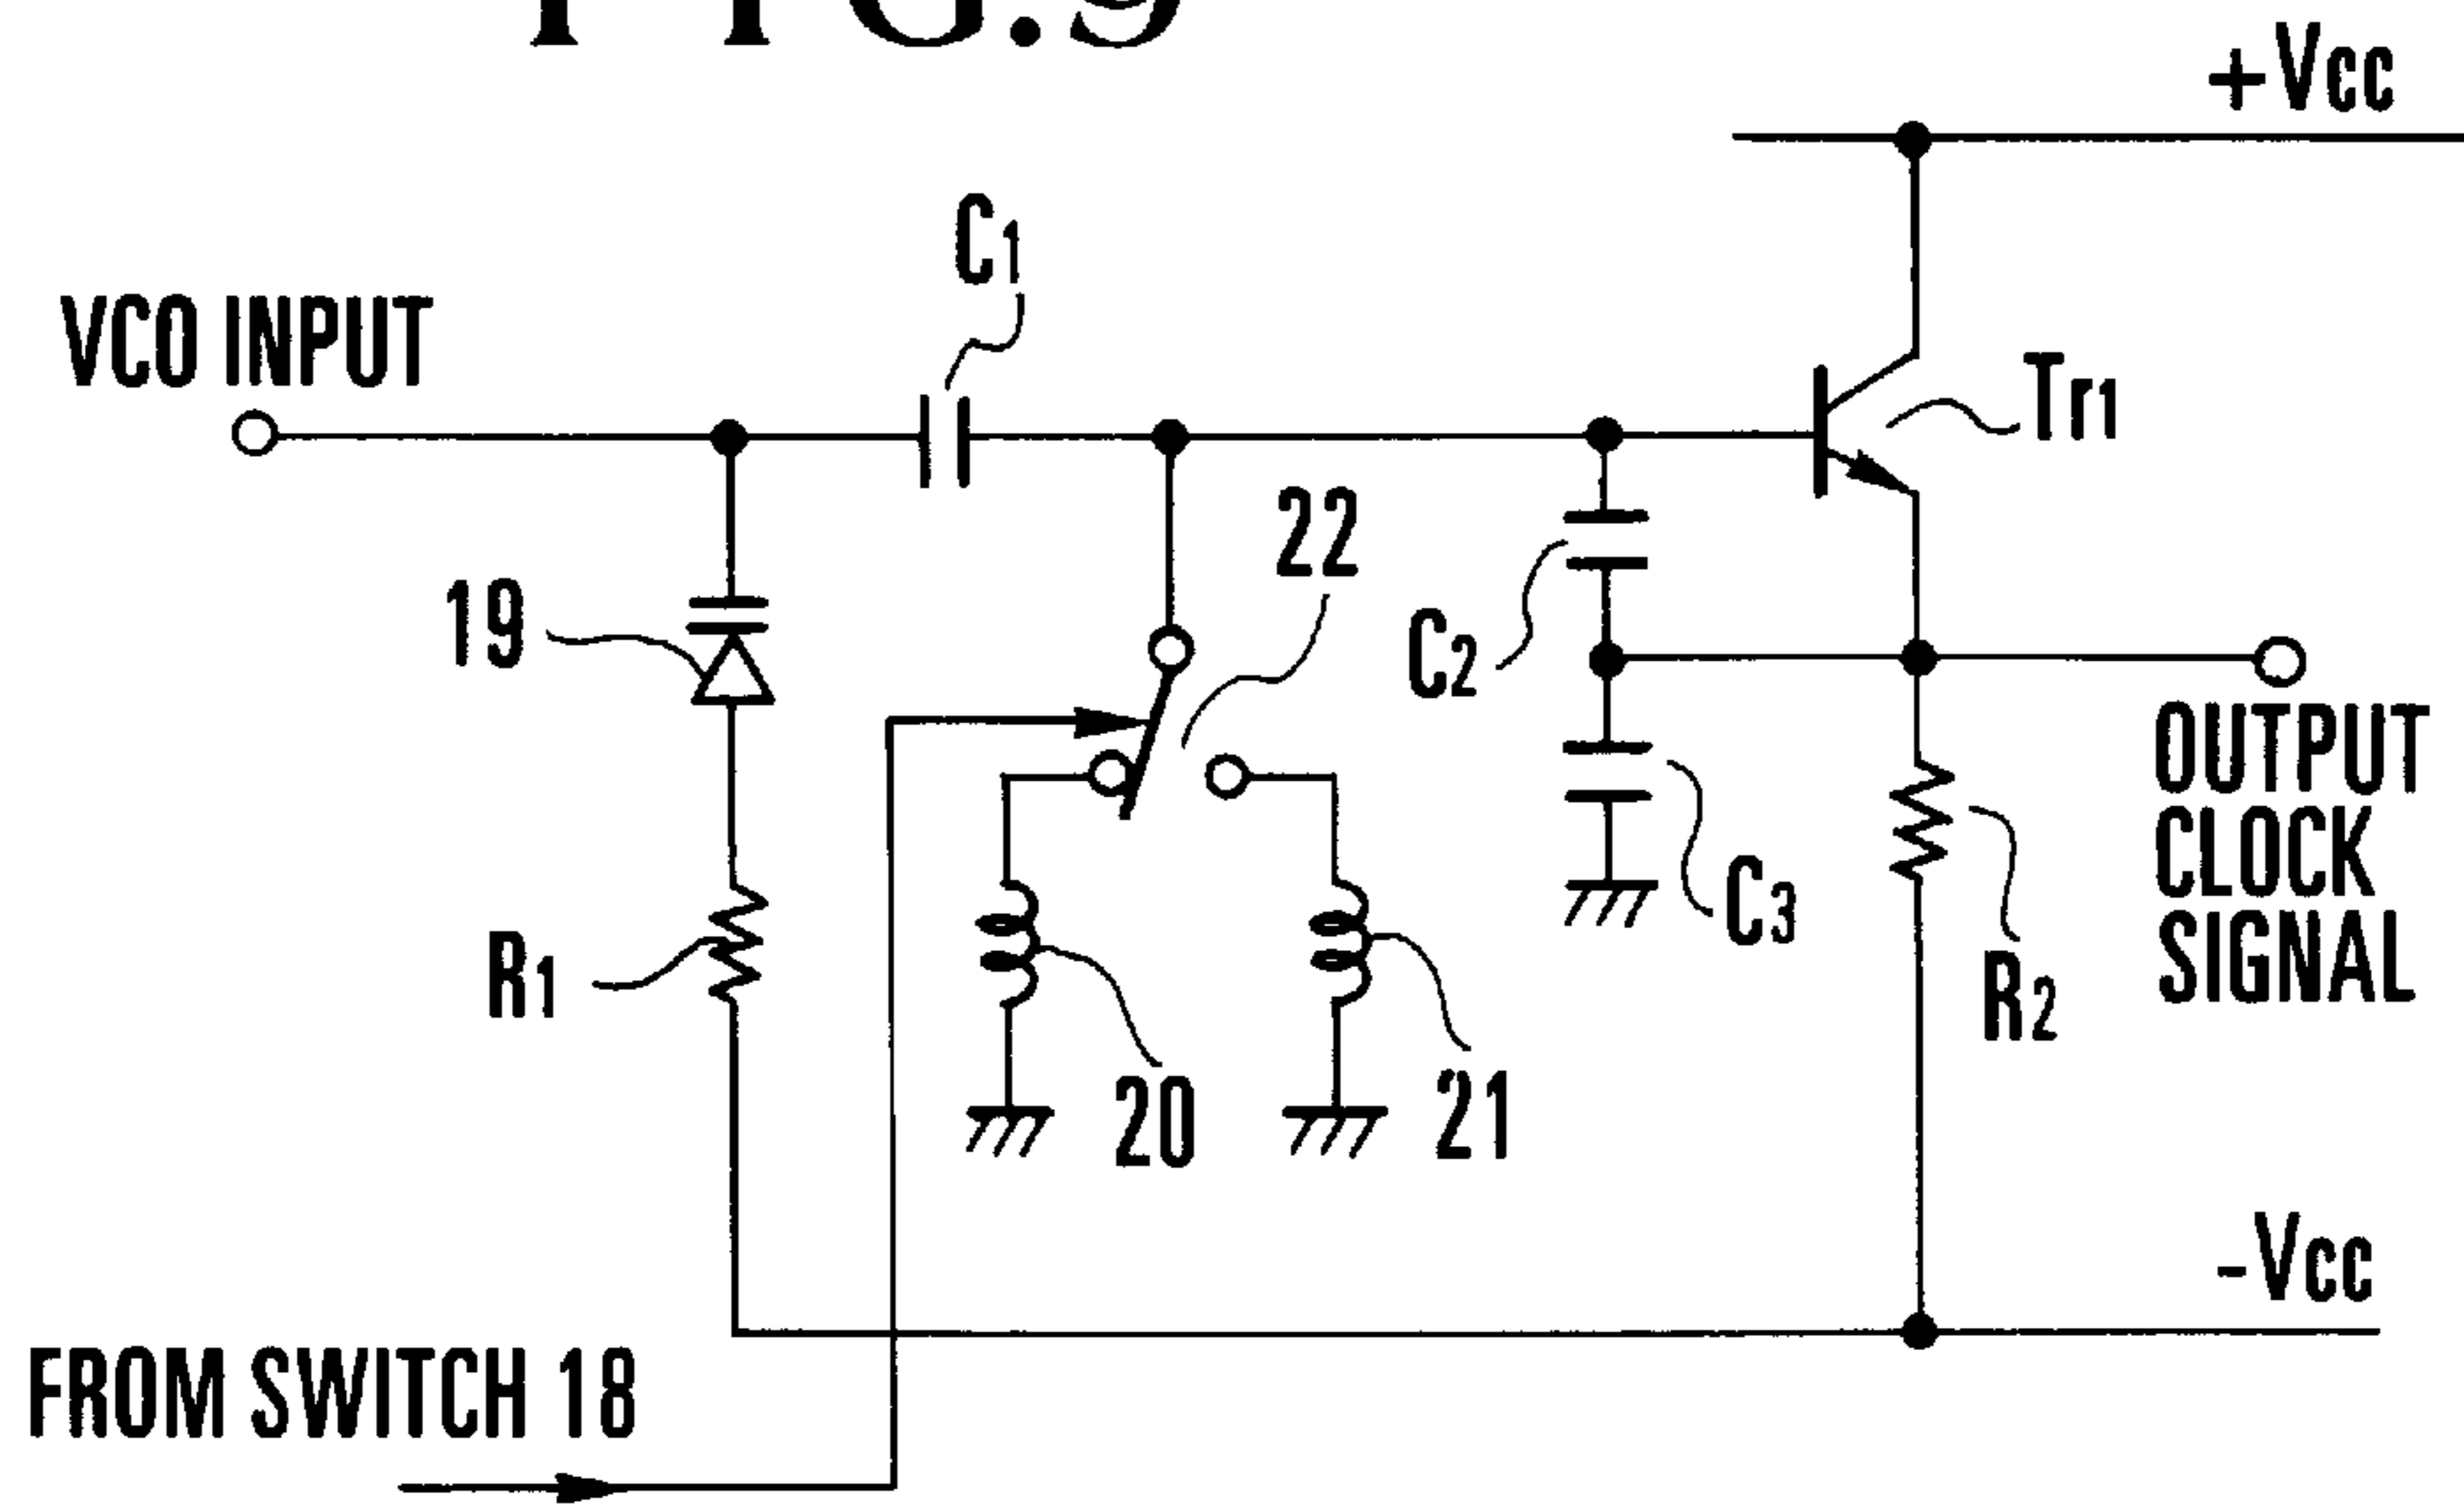 +Vcc
C1
VCO INPUT
Tr1
22
19
C2
OUTPUT
CLOCK
SIGNAL
C3
R1
R2
20
21
-Vcc
FROM SWITCH 18